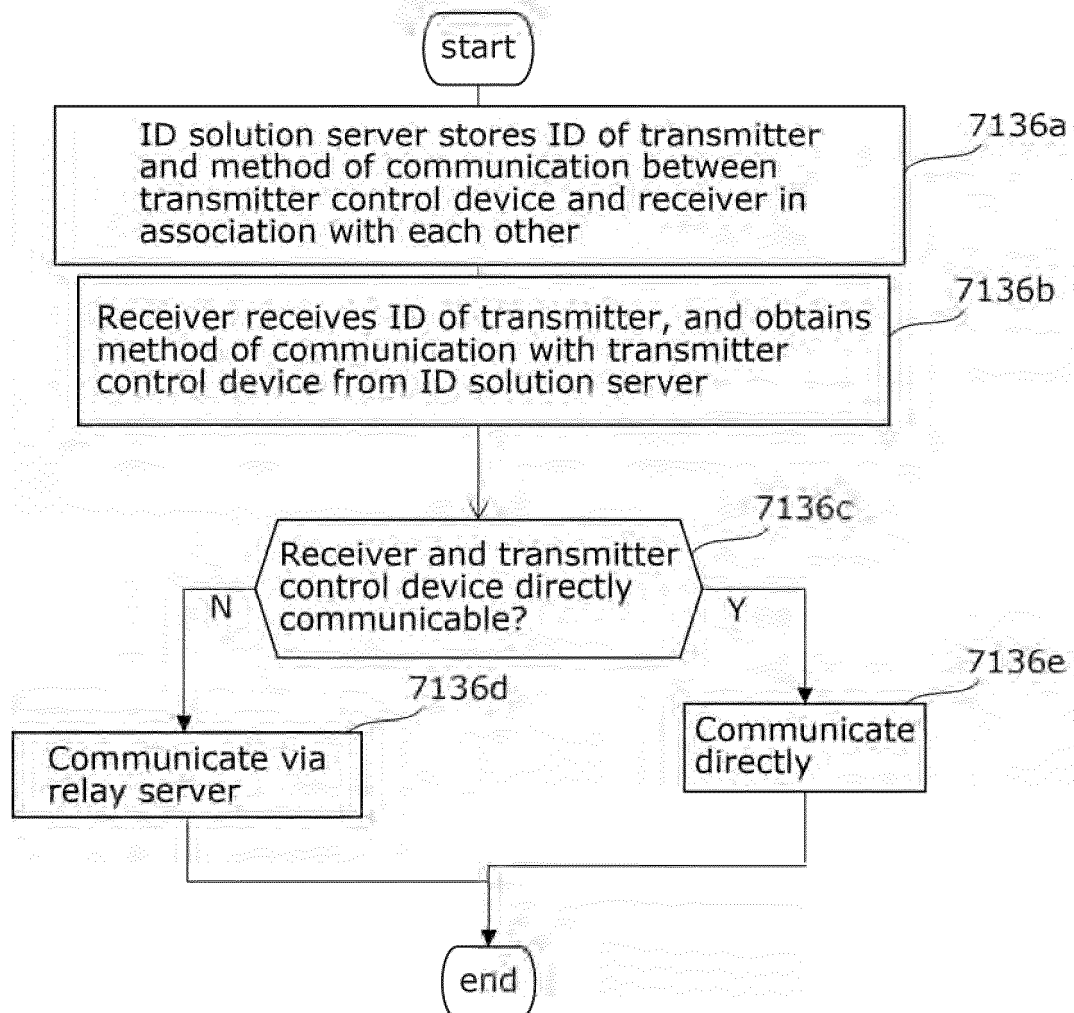 start
ID solution server stores ID of transmitter
and method of communication between
transmitter control device and receiver in
association with each other
7136a
Receiver receives ID of transmitter, and obtains
method of communication with transmitter
control device from ID solution server
7136b
Receiver and transmitter
control device directly
communicable?
7136c
N
Y
Communicate via
relay server
7136d
Communicate
directly
7136e
end